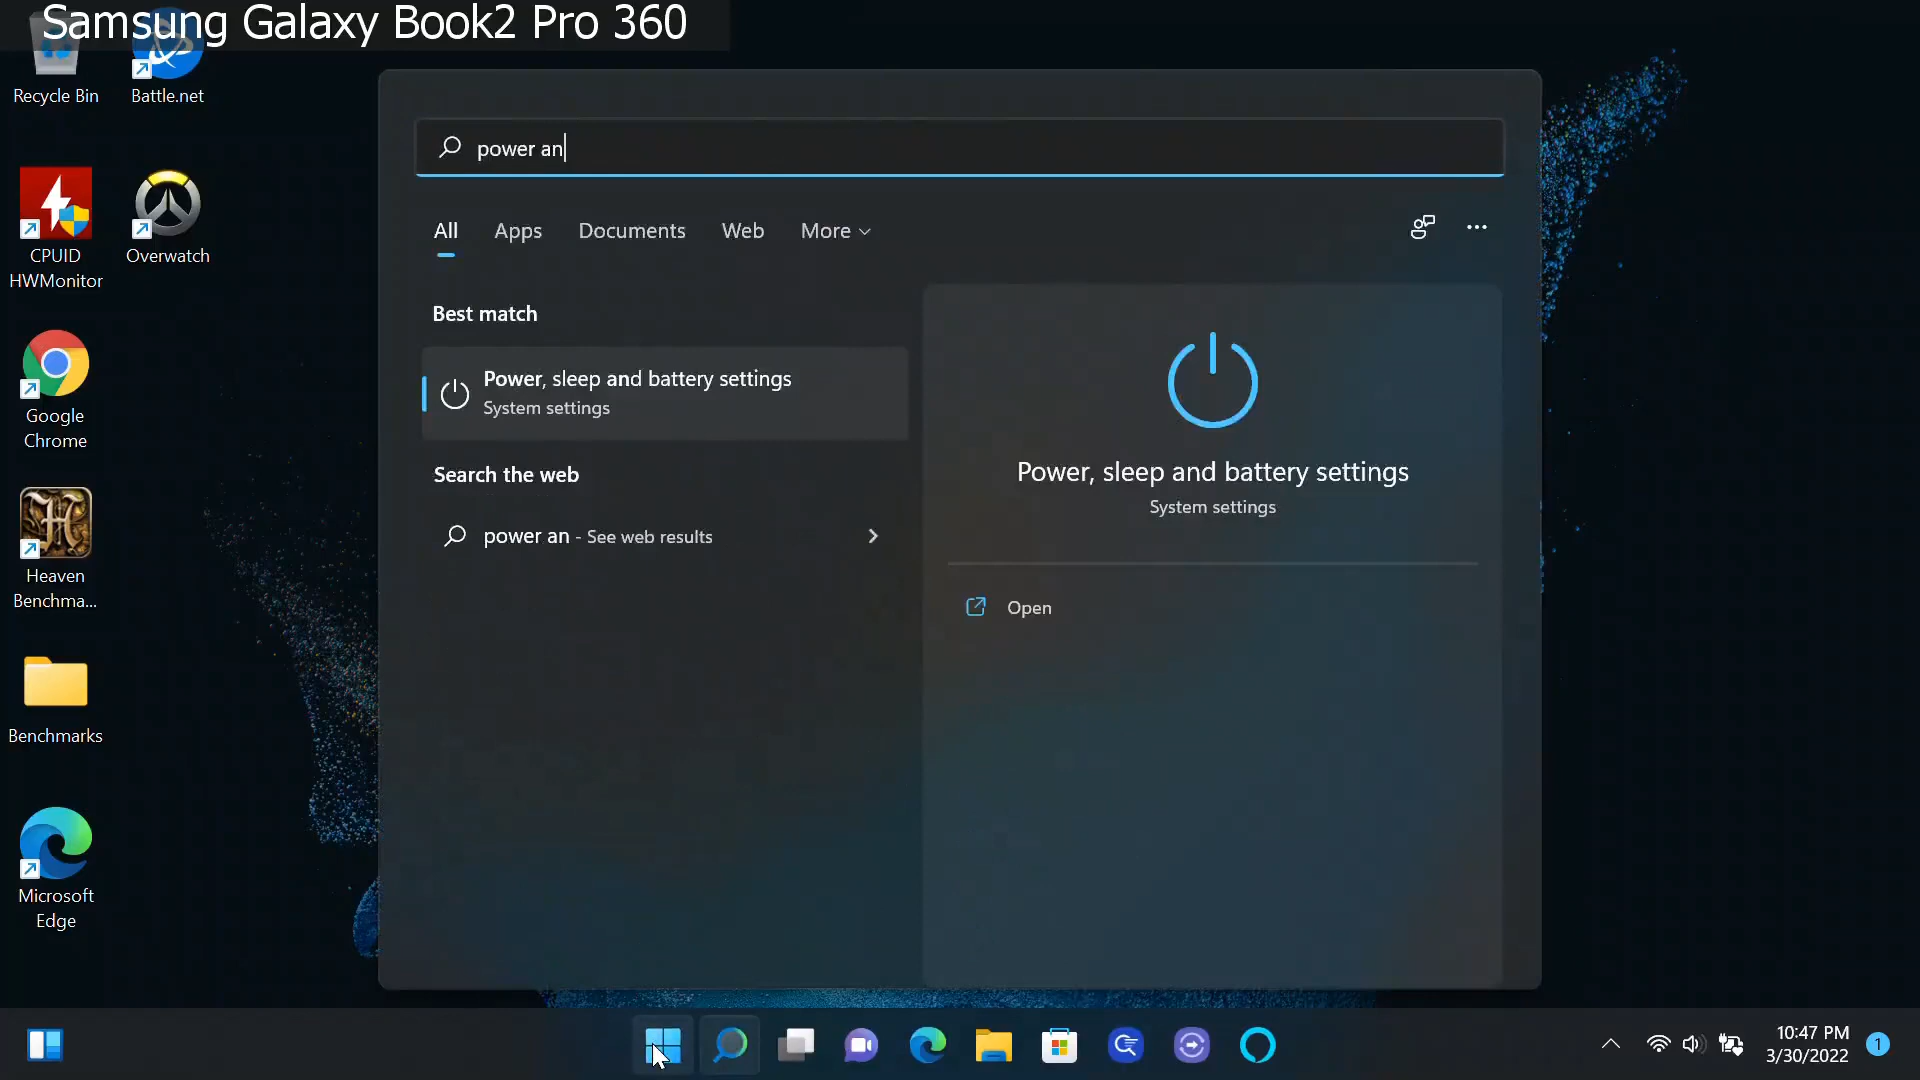 Samsung Galaxy Book2 Pro 360
Recycle Bin
Battle.net
CPUID
HWMonitor
Overwatch
Google
Chrome
Heaven
Benchma...
Benchmarks
Microsoft
Edge
power an
All
Apps
Documents
Web
More
Best match
Power, sleep and battery settings
System settings
Search the web
power an - See web results
Power, sleep and battery settings
System settings
Open
10:47 PM
3/30/2022
1